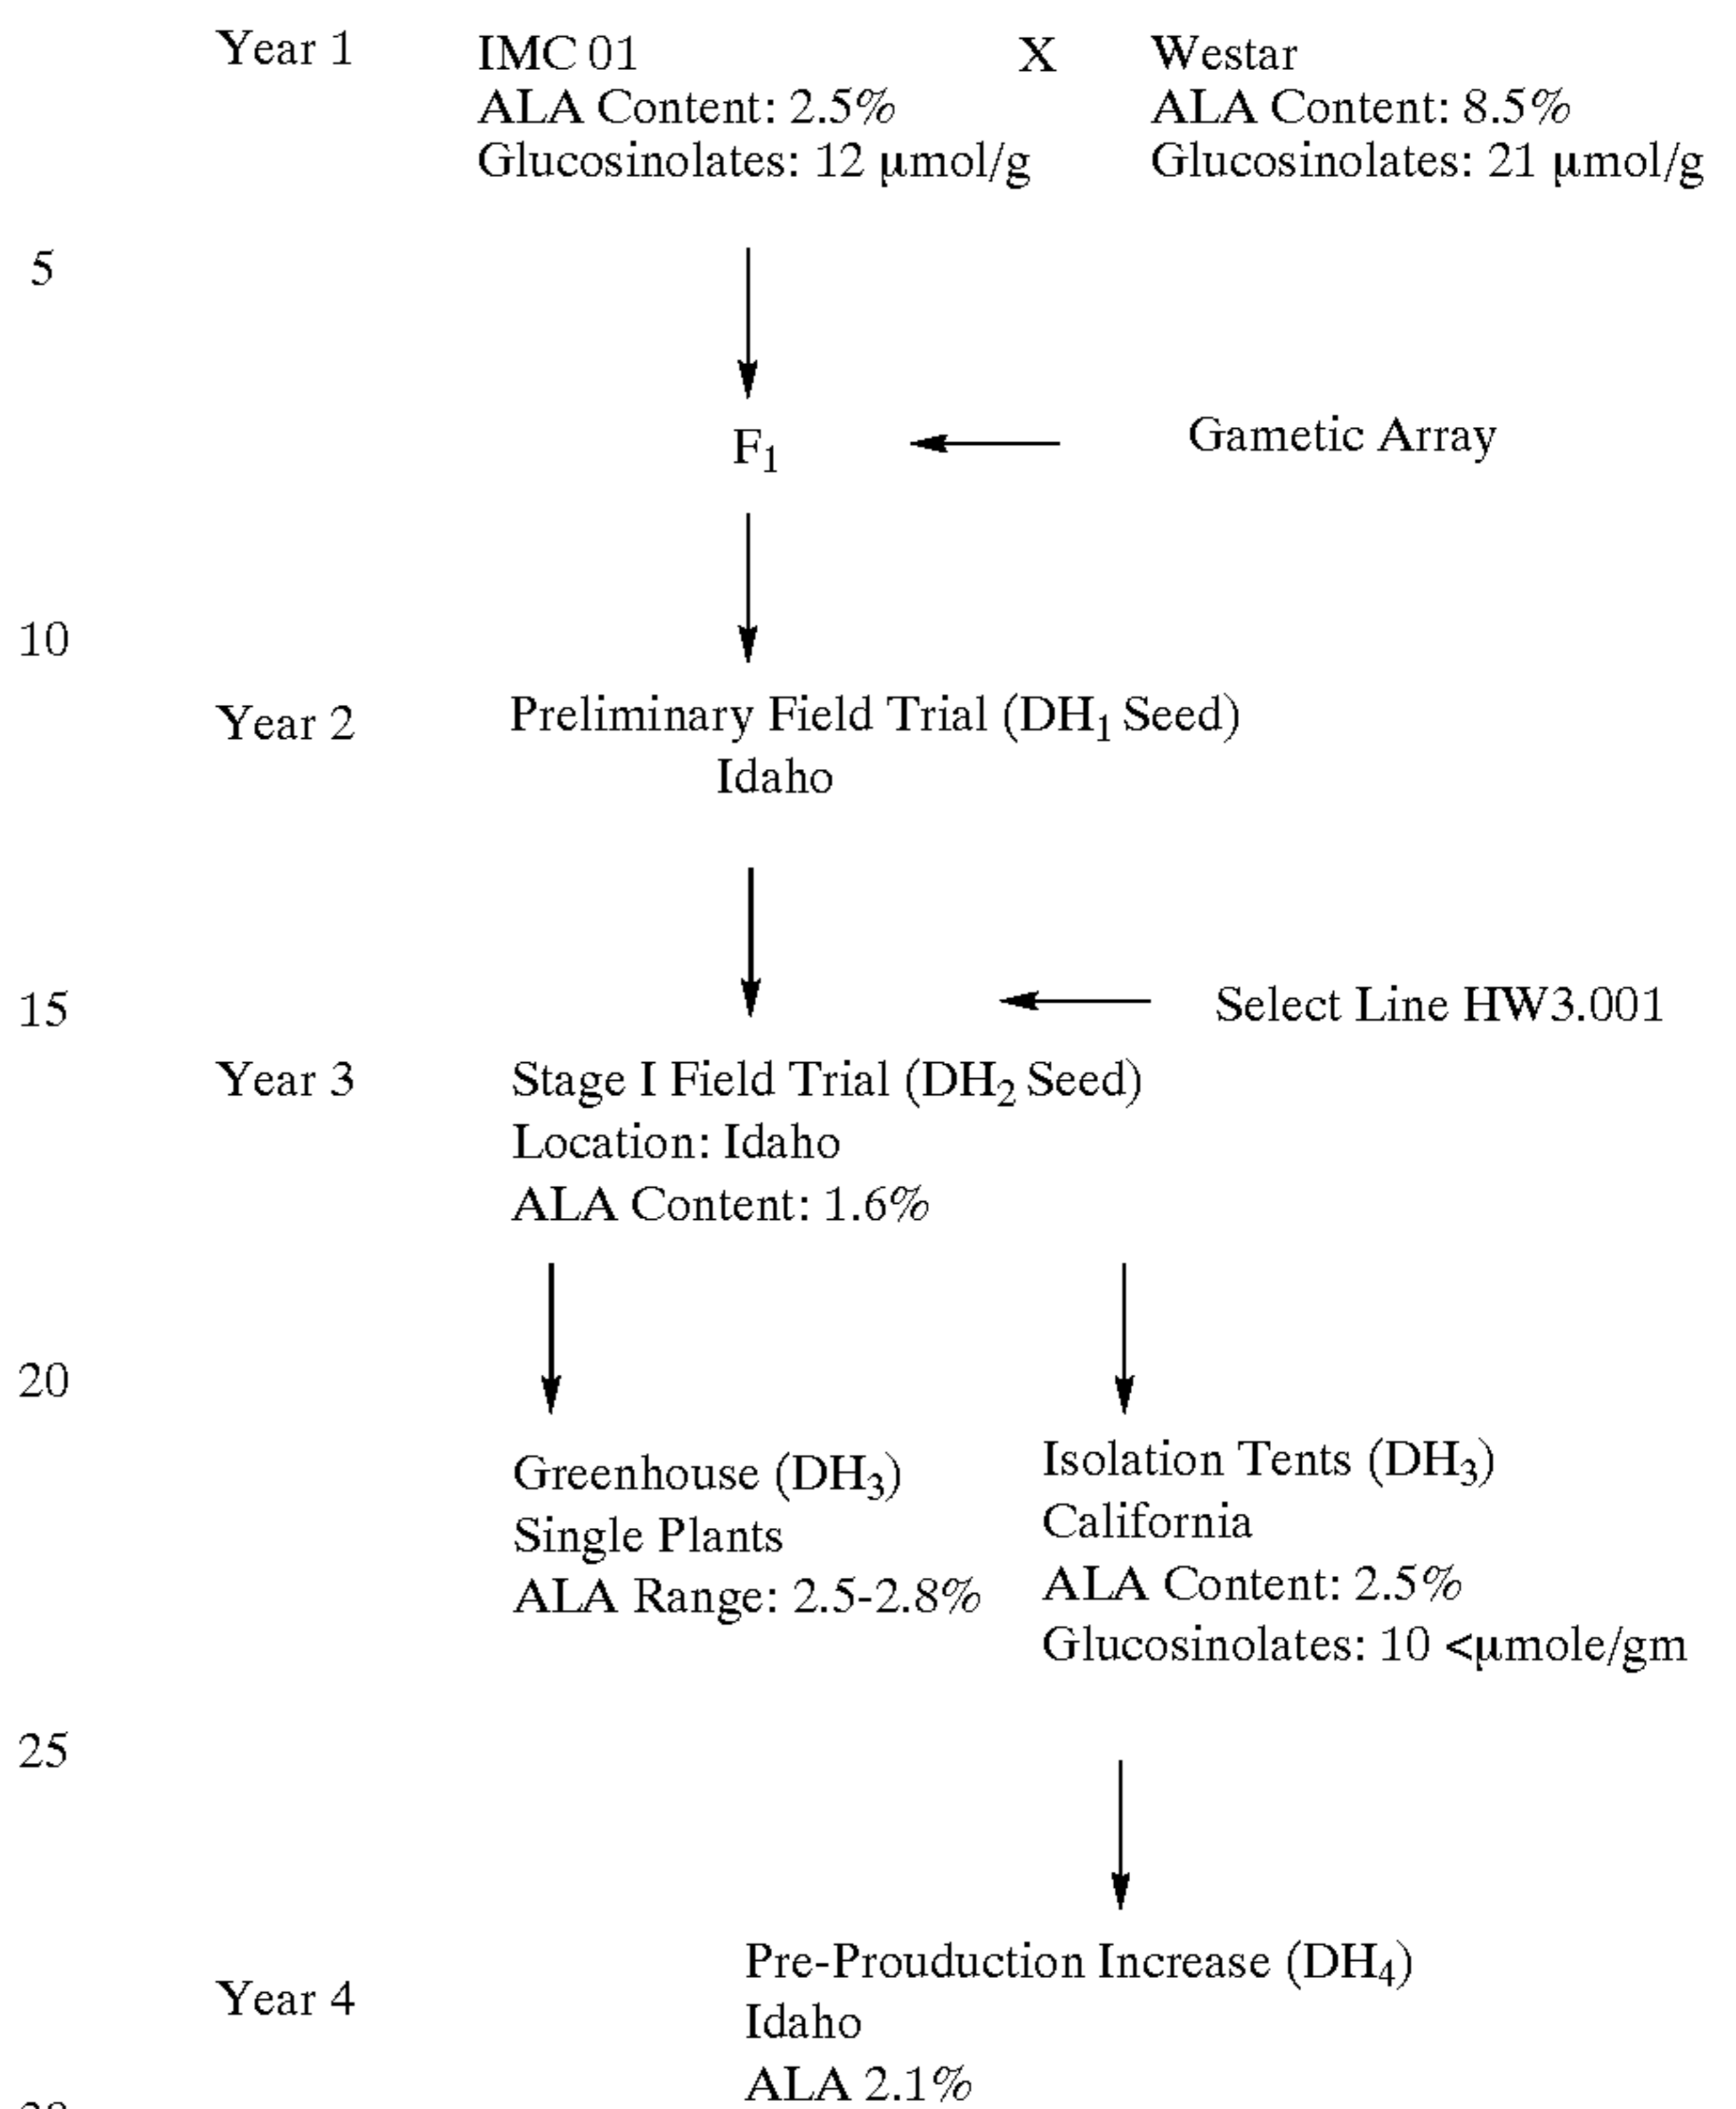 Year 1 IMC 01 X Westar
ALA Content: 2.5% ALA Content: 8.5%
Glucosinolates: 12 µmol/g Glucosinolates: 21 µmol/g
5
F1 Gametic Array
10
Year 2 Preliminary Field Trial (DH1 Seed)
Idaho
15 Select Line HW3.001
Year 3 Stage I Field Trial (DH2 Seed)
Location: Idaho
ALA Content: 1.6%
20
Greenhouse (DH3)
Single Plants
ALA Range: 2.5-2.8%
Isolation Tents (DH3)
California
ALA Content: 2.5%
Glucosinolates: 10 <µmole/gm
25
Pre-Prouduction Increase (DH4)
Year 4 Idaho
ALA 2.1%